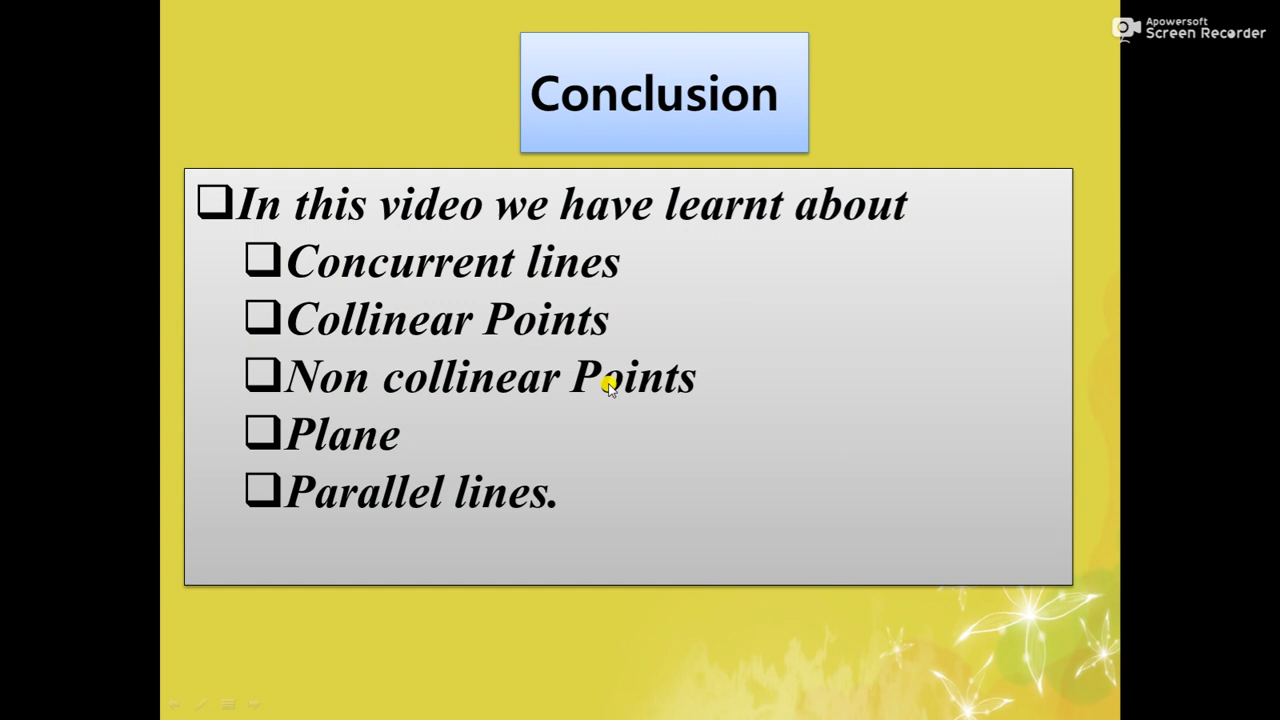 Apowersoft
Screen Recorder
Conclusion
In this video we have learnt about
Concurrent lines
Collinear Points
Non collinear Points
Plane
Parallel lines.